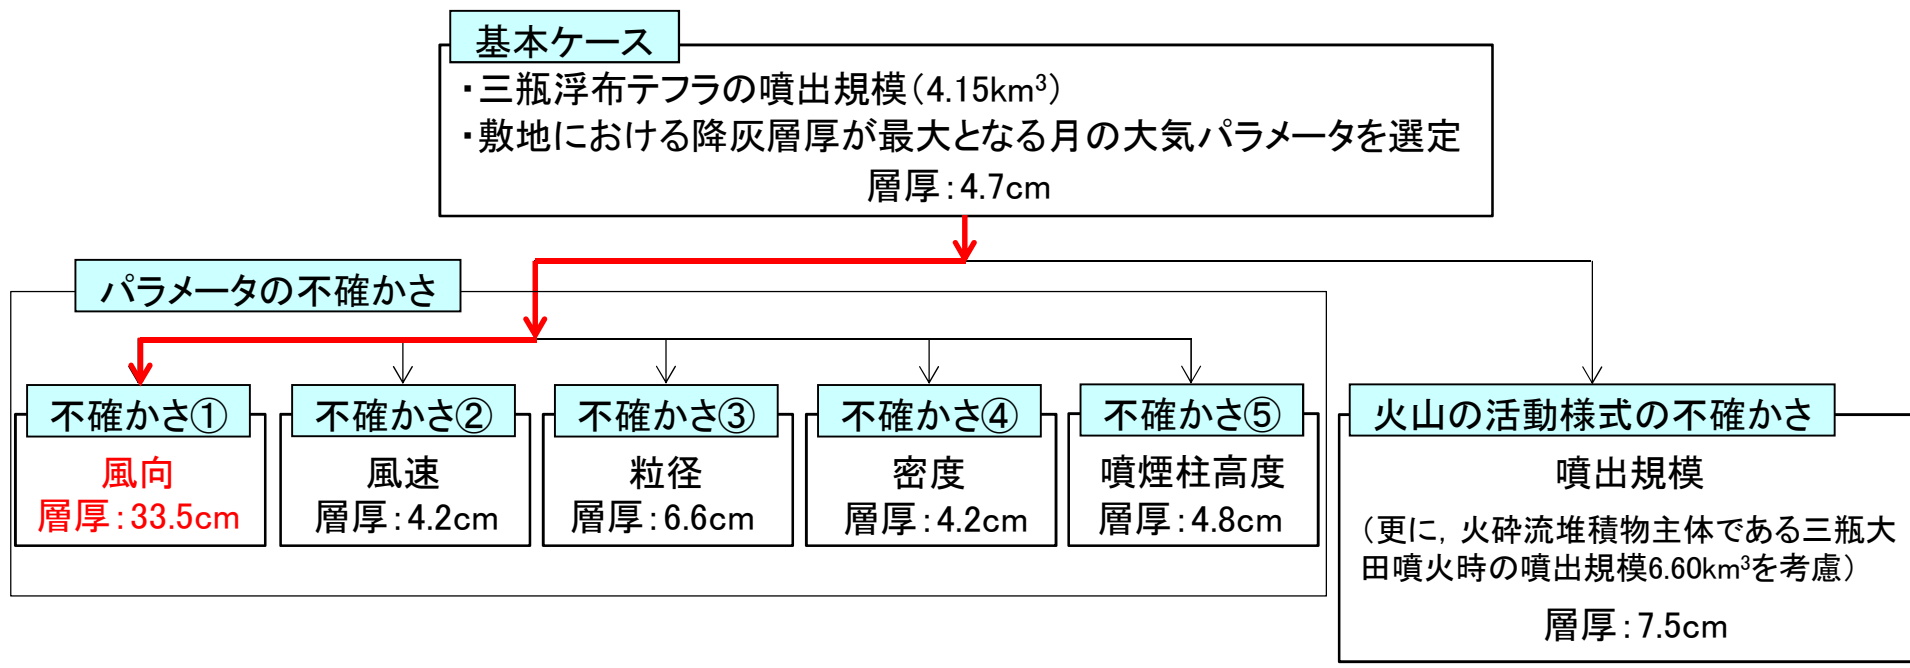 基本ケース
・三瓶浮布テフラの噴出規模（4.15km³）
・敷地における降灰層厚が最大となる月の大気パラメータを選定
層厚：4.7cm
パラメータの不確かさ
不確かさ①
風向
層厚：33.5cm
不確かさ②
風速
層厚：4.2cm
不確かさ③
粒径
層厚：6.6cm
不確かさ④
密度
層厚：4.2cm
不確かさ⑤
噴煙柱高度
層厚：4.8cm
火山の活動様式の不確かさ
噴出規模
（更に，火砕流堆積物主体である三瓶大
田噴火時の噴出規模6.60km³を考慮）
層厚：7.5cm